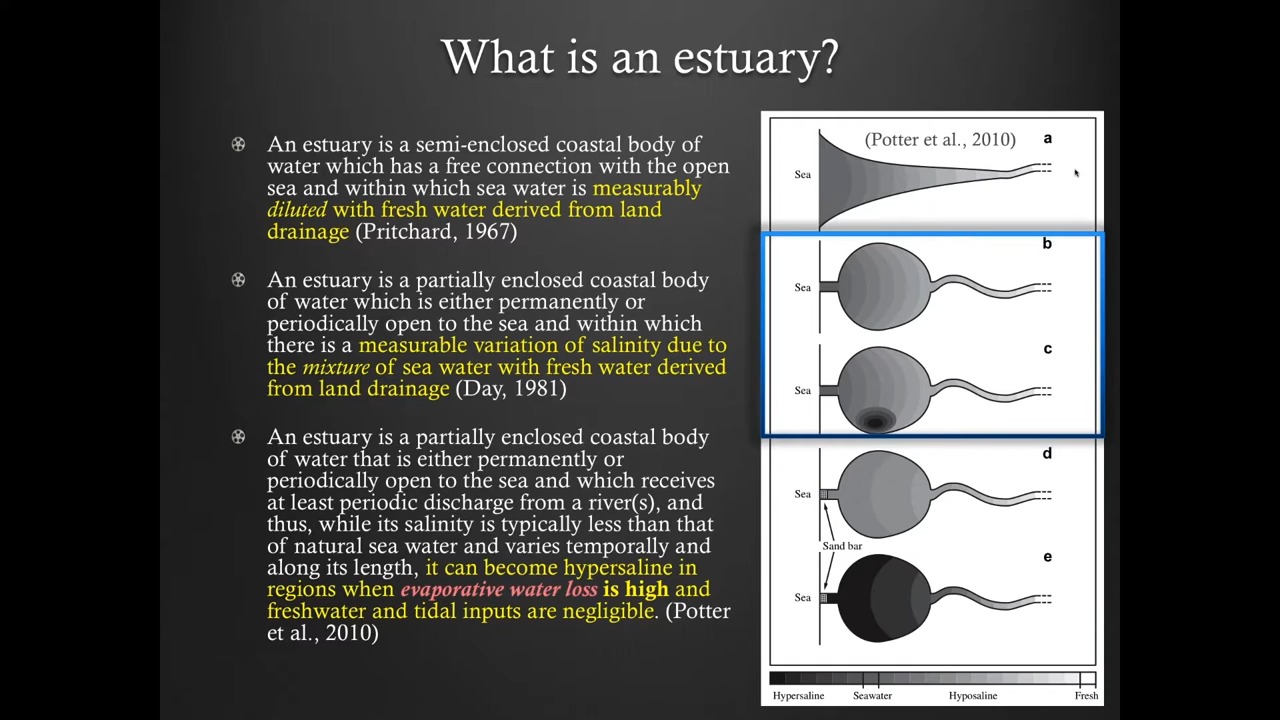 What is an estuary?
An estuary is a semi-enclosed coastal body of
water which has a free connection with the open
sea and within which sea water is measurably
diluted with fresh water derived from land
drainage (Pritchard, 1967)
An estuary is a partially enclosed coastal body
of water which is either permanently or
periodically open to the sea and within which
there is a measurable variation of salinity due to
the mixture of sea water with fresh water derived
from land drainage (Day, 1981)
An estuary is a partially enclosed coastal body
of water that is either permanently or
periodically open to the sea and which receives
at least periodic discharge from a river(s), and
thus, while its salinity is typically less than that
of natural sea water and varies temporally and
along its length, it can become hypersaline in
regions when evaporative water loss is high and
freshwater and tidal inputs are negligible. (Potter
et al., 2010)
(Potter et al., 2010) a
Sea
b
Sea
c
Sea
d
Sea
Sand bar
e
Sea
Hypersaline Seawater Hyposaline Fresh